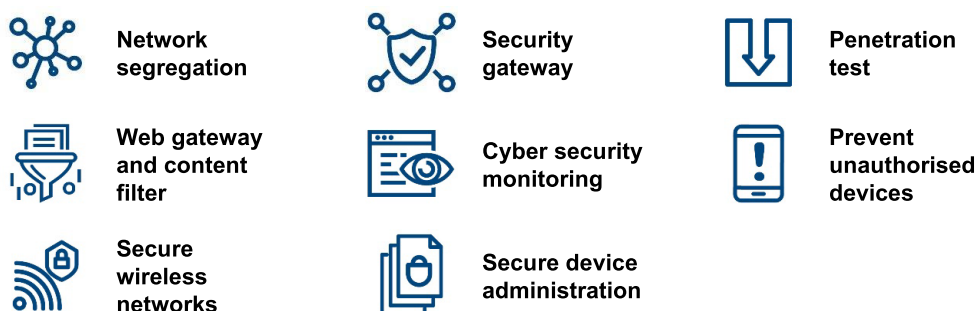 Network
segregation
Security
gateway
Penetration
test
Web gateway
and content
filter
Cyber security
monitoring
Prevent
unauthorised
devices
Secure
wireless
networks
Secure device
administration